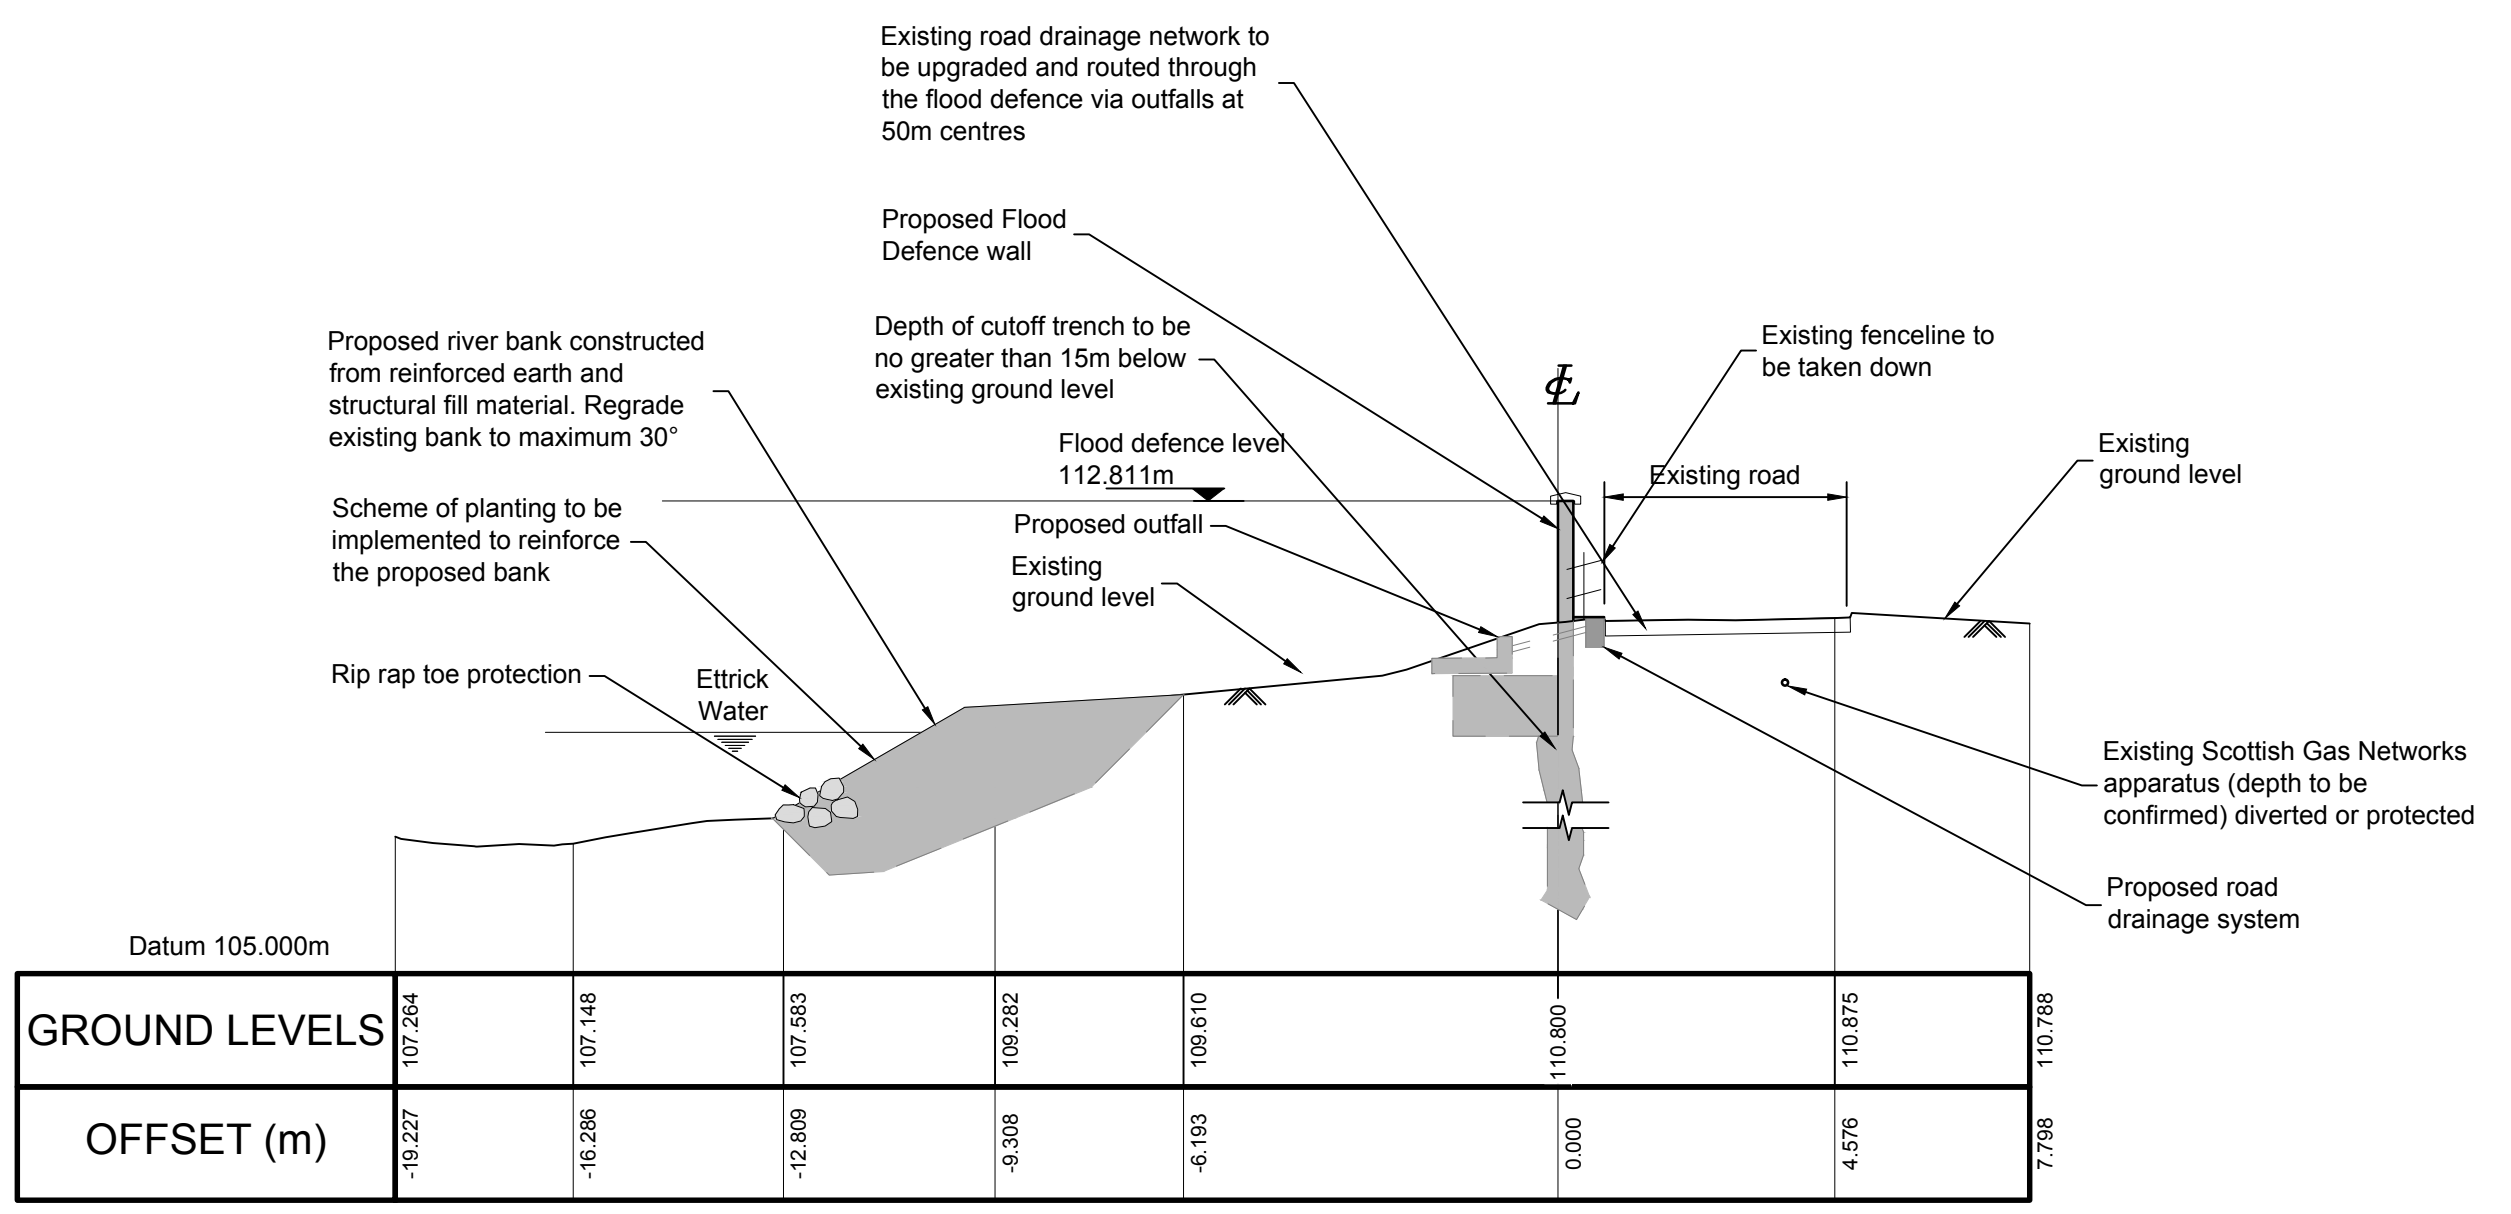 Existing road drainage network to
be upgraded and routed through
the flood defence via outfalls at
50m centres
Proposed Flood
Defence wall
Depth of cutoff trench to be
no greater than 15m below
existing ground level
Proposed river bank constructed
from reinforced earth and
structural fill material. Regrade
existing bank to maximum 30°
Existing fenceline to
be taken down
℄
Flood defence level
112.811m
Existing road
Existing
ground level
Scheme of planting to be
implemented to reinforce
the proposed bank
Proposed outfall
Existing
ground level
Rip rap toe protection
Ettrick
Water
Existing Scottish Gas Networks
apparatus (depth to be
confirmed) diverted or protected
Proposed road
drainage system
Datum 105.000m
GROUND LEVELS
107.264
107.148
107.583
109.282
109.610
110.800
110.875
110.788
OFFSET (m)
-19.227
-16.286
-12.809
-9.308
-6.193
0.000
4.576
7.798